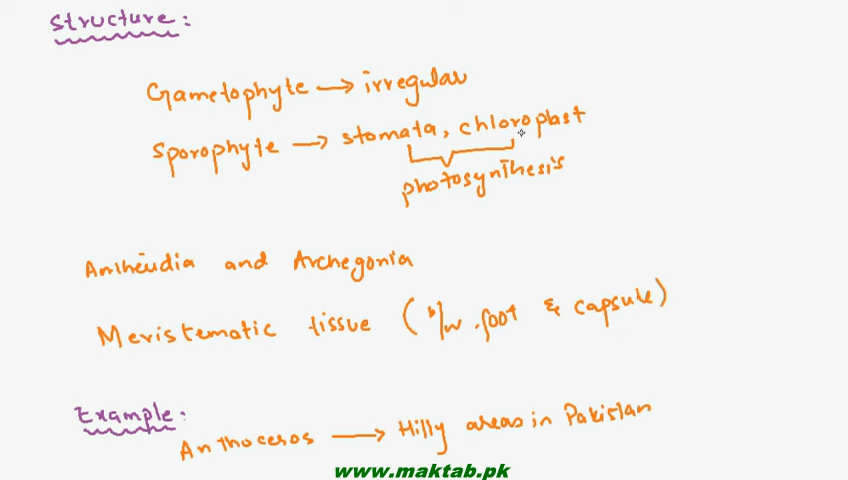 Structure:
Gametophyte → irregular
Sporophyte → stomata, chloroplast
photosynthesis
Antheridia and Archegonia
Meristematic tissue (b/w foot & capsule)
Example:
Anthoceros → Hilly areas in Pakistan
www.maktab.pk